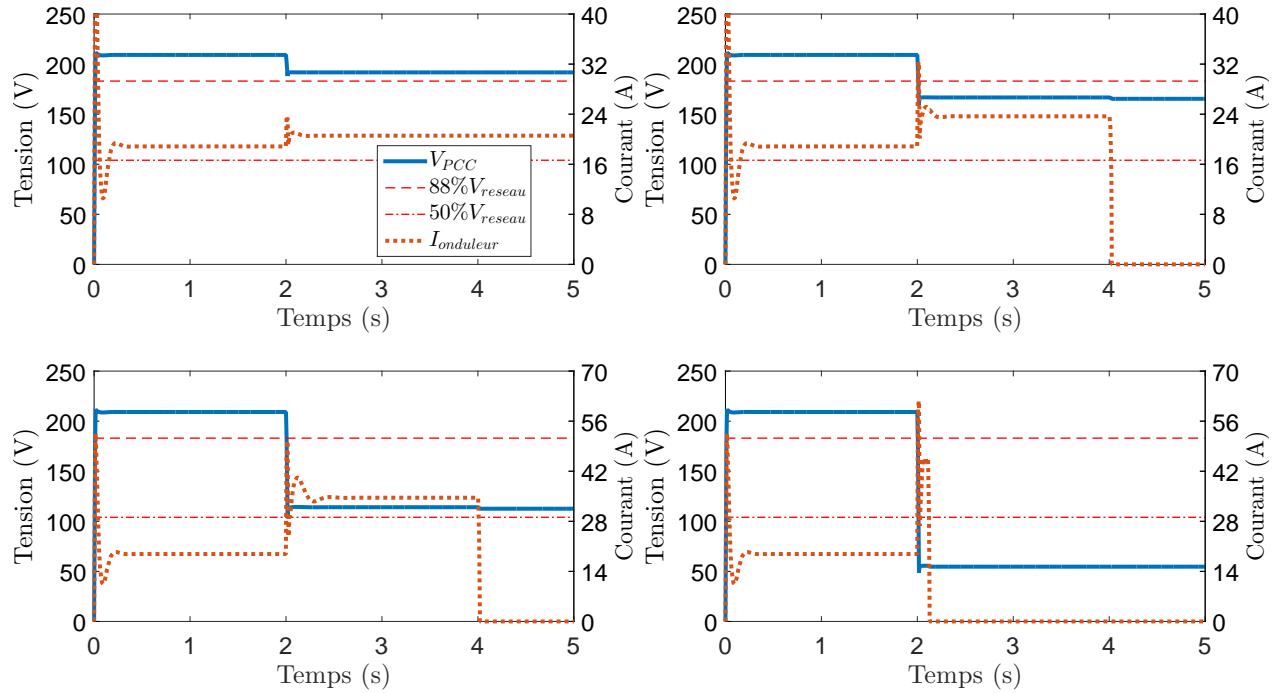 250
200
150
100
50
0
Tension (V)
40
32
24
16
8
0
Courant (A)
0 1 2 3 4 5
Temps (s)
V_PCC
88%V_reseau
50%V_reseau
I_onduleur
250
200
150
100
50
0
Tension (V)
40
32
24
16
8
0
Courant (A)
0 1 2 3 4 5
Temps (s)
250
200
150
100
50
0
Tension (V)
70
56
42
28
14
0
Courant (A)
0 1 2 3 4 5
Temps (s)
250
200
150
100
50
0
Tension (V)
70
56
42
28
14
0
Courant (A)
0 1 2 3 4 5
Temps (s)